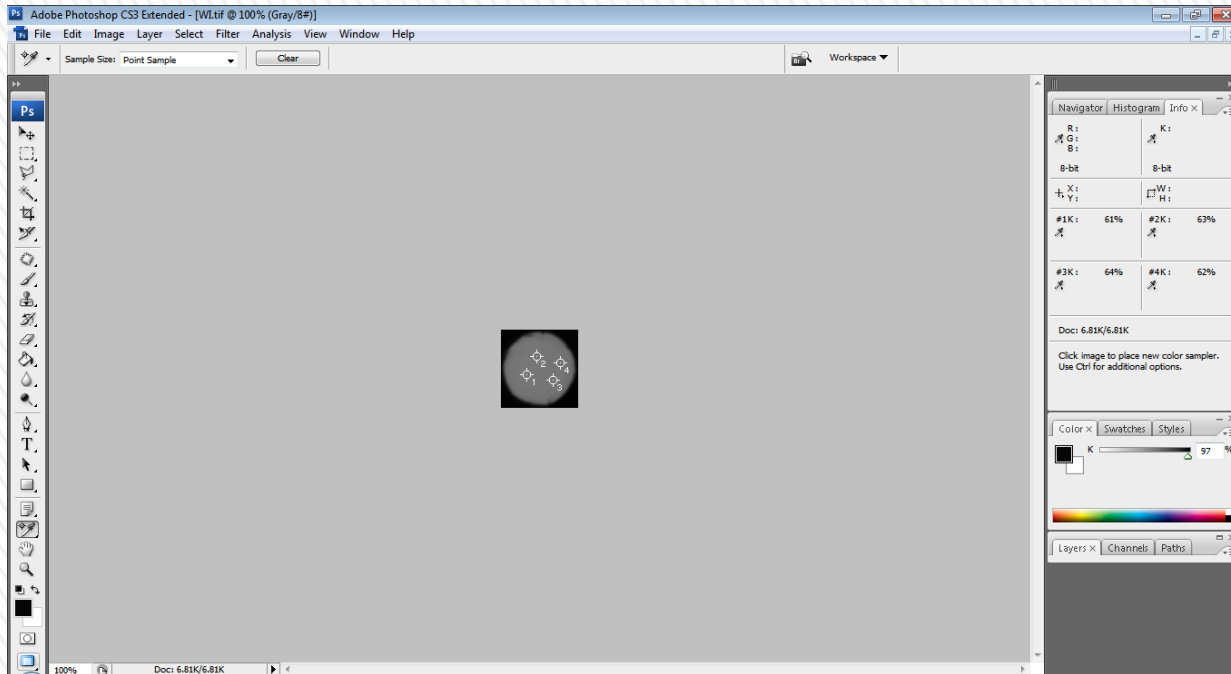 Ps Adobe Photoshop CS3 Extended - [WI.tif @ 100% (Gray/8#)]
Ps File Edit Image Layer Select Filter Analysis View Window Help
Sample Size: Point Sample Clear Br Workspace
Ps
Navigator Histogram Info ×
R: K:
G:
B:
8-bit 8-bit
X: W:
Y: H:
#1K: 61% #2K: 63%
#3K: 64% #4K: 62%
Doc: 6.81K/6.81K
Click image to place new color sampler.
Use Ctrl for additional options.
2
4
1
3
Color × Swatches Styles
K 97 %
T
Layers × Channels Paths
100% Doc: 6.81K/6.81K